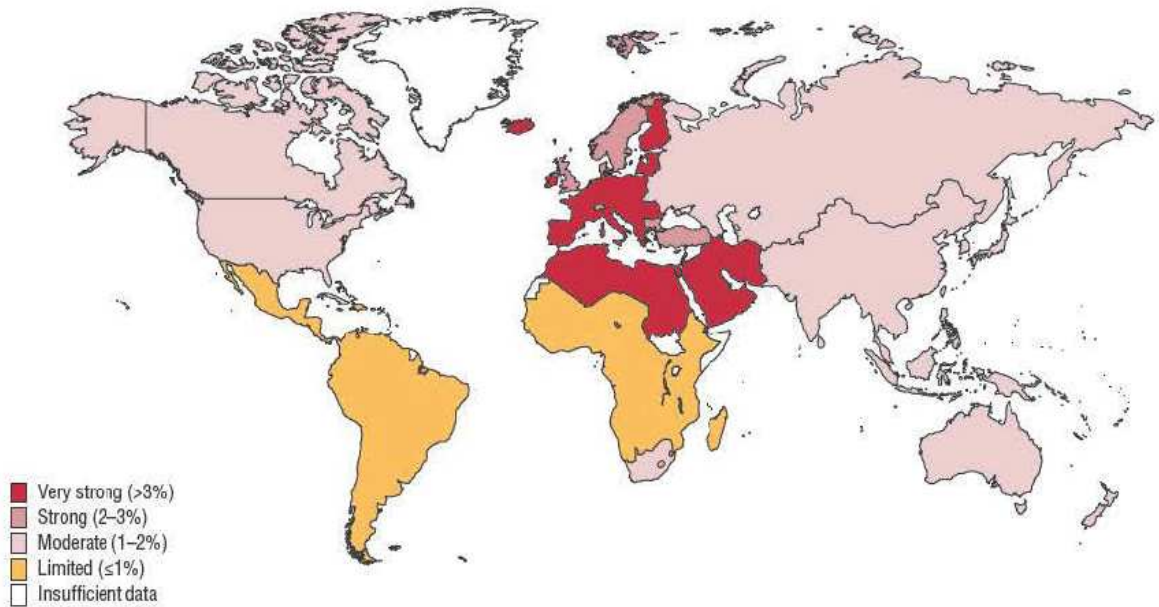 Very strong (>3%)
Strong (2–3%)
Moderate (1–2%)
Limited (≤1%)
Insufficient data